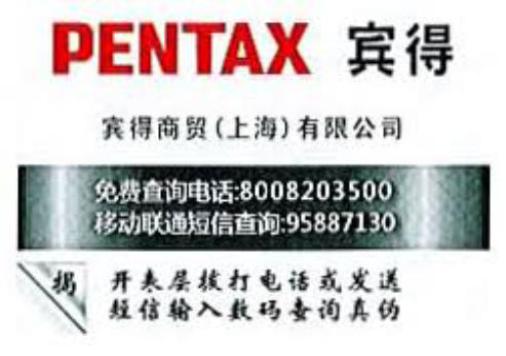 PENTAX 宾得
宾得商贸(上海)有限公司
免费查询电话:8008203500
移动联通短信查询:95887130
揭 开表层拨打电话或发送
短信输入数码查询真伪